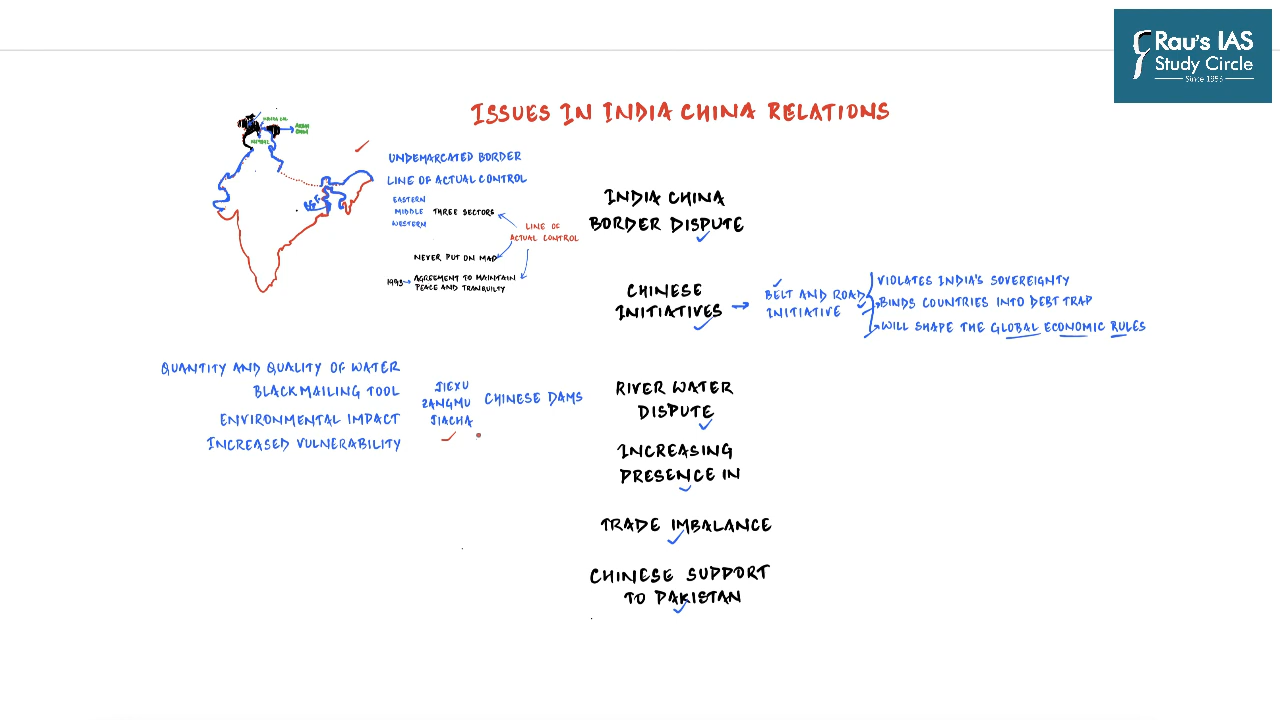 Rau's IAS
Study Circle
Since 1953
ISSUES IN INDIA CHINA RELATIONS
UNDEMARCATED BORDER
LINE OF ACTUAL CONTROL
EASTERN
MIDDLE
WESTERN
THREE SECTORS
LINE OF
ACTUAL CONTROL
NEVER PUT ON MAP
1993 → AGREEMENT TO MAINTAIN
PEACE AND TRANQUILTY
INDIA CHINA
BORDER DISPUTE
CHINESE
INITIATIVES
BELT AND ROAD
INITIATIVE
VIOLATES INDIA'S SOVEREIGNTY
BINDS COUNTRIES INTO DEBT TRAP
WILL SHAPE THE GLOBAL ECONOMIC RULES
QUANTITY AND QUALITY OF WATER
BLACKMAILING TOOL
ENVIRONMENTAL IMPACT
INCREASED VULNERABILITY
JIEXU
ZANGMU
JIACHA
CHINESE DAMS
RIVER WATER
DISPUTE
INCREASING
PRESENCE IN
TRADE IMBALANCE
CHINESE SUPPORT
TO PAKISTAN